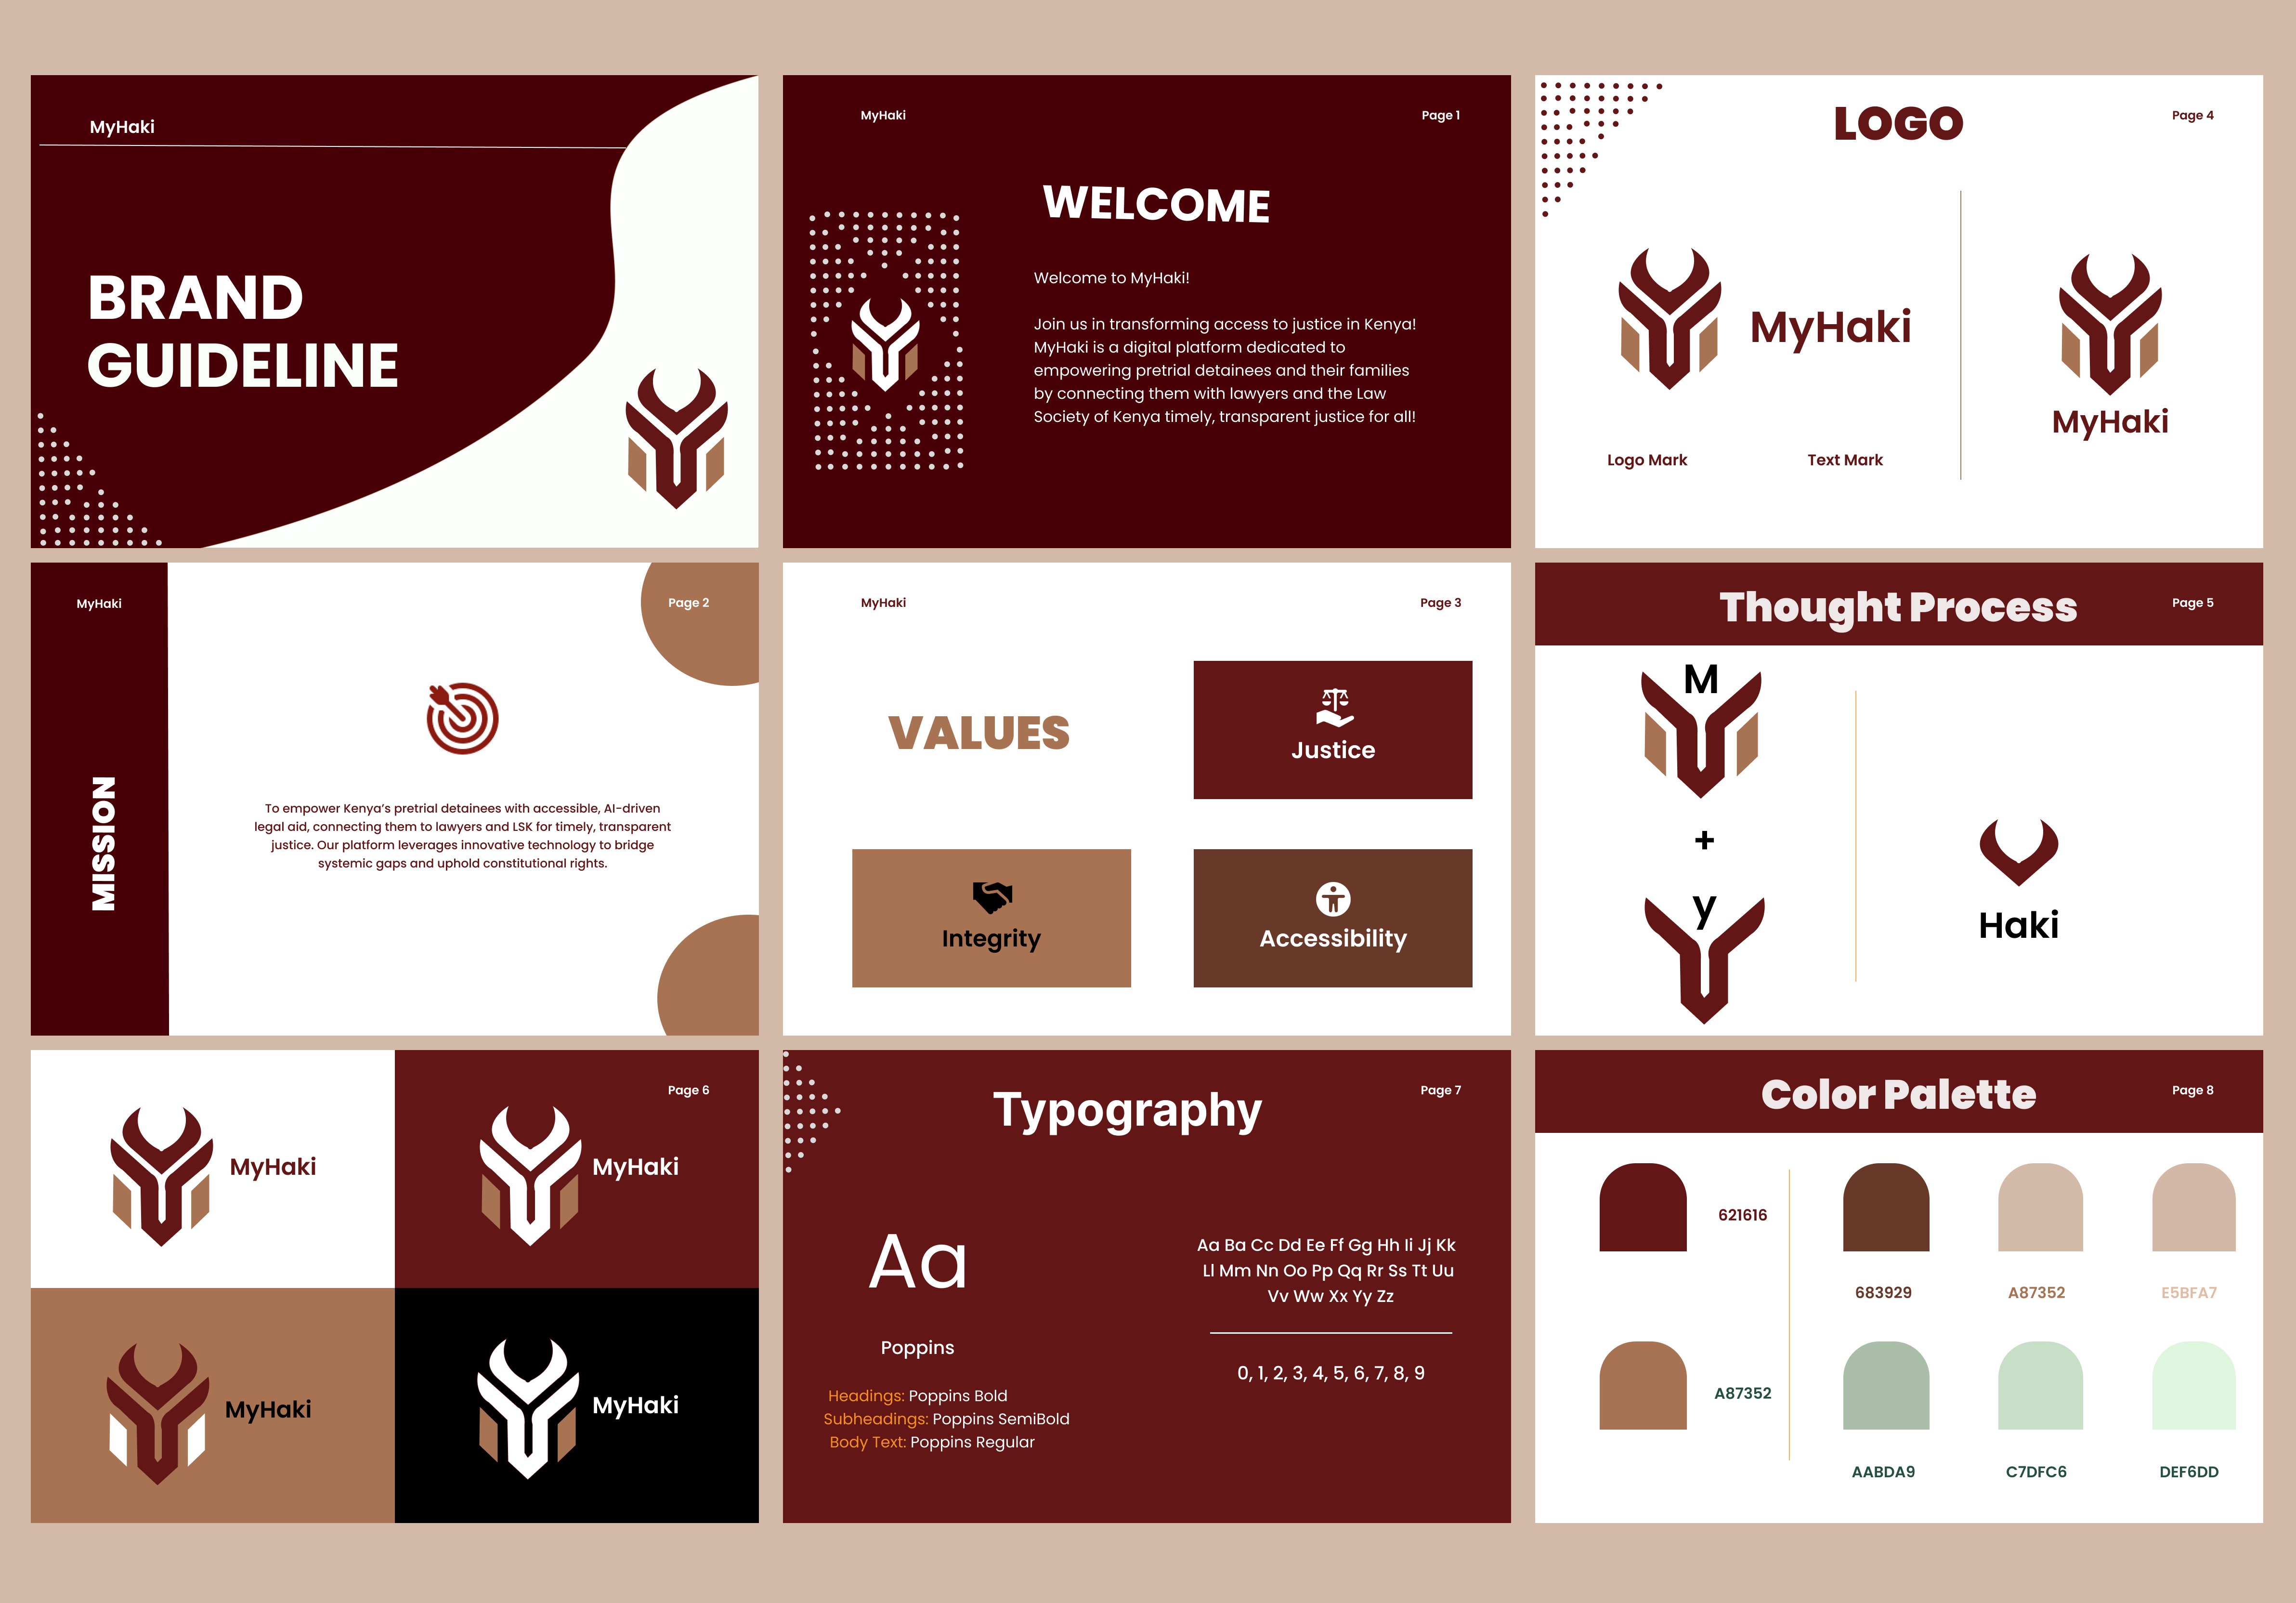 MyHaki
BRAND
GUIDELINE
MyHaki
Page 1
WELCOME
Welcome to MyHaki!
Join us in transforming access to justice in Kenya!
MyHaki is a digital platform dedicated to
empowering pretrial detainees and their families
by connecting them with lawyers and the Law
Society of Kenya timely, transparent justice for all!
LOGO
Page 4
MyHaki
MyHaki
Logo Mark
Text Mark
MyHaki
Page 2
MISSION
To empower Kenya’s pretrial detainees with accessible, AI-driven
legal aid, connecting them to lawyers and LSK for timely, transparent
justice. Our platform leverages innovative technology to bridge
systemic gaps and uphold constitutional rights.
MyHaki
Page 3
VALUES
Justice
Integrity
Accessibility
Thought Process
Page 5
M
+
y
Haki
Page 6
MyHaki
MyHaki
MyHaki
MyHaki
Typography
Page 7
Aa
Poppins
Headings: Poppins Bold
Subheadings: Poppins SemiBold
Body Text: Poppins Regular
Aa Ba Cc Dd Ee Ff Gg Hh Ii Jj Kk
Ll Mm Nn Oo Pp Qq Rr Ss Tt Uu
Vv Ww Xx Yy Zz
0, 1, 2, 3, 4, 5, 6, 7, 8, 9
Color Palette
Page 8
621616
683929
A87352
E5BFA7
A87352
AABDA9
C7DFC6
DEF6DD